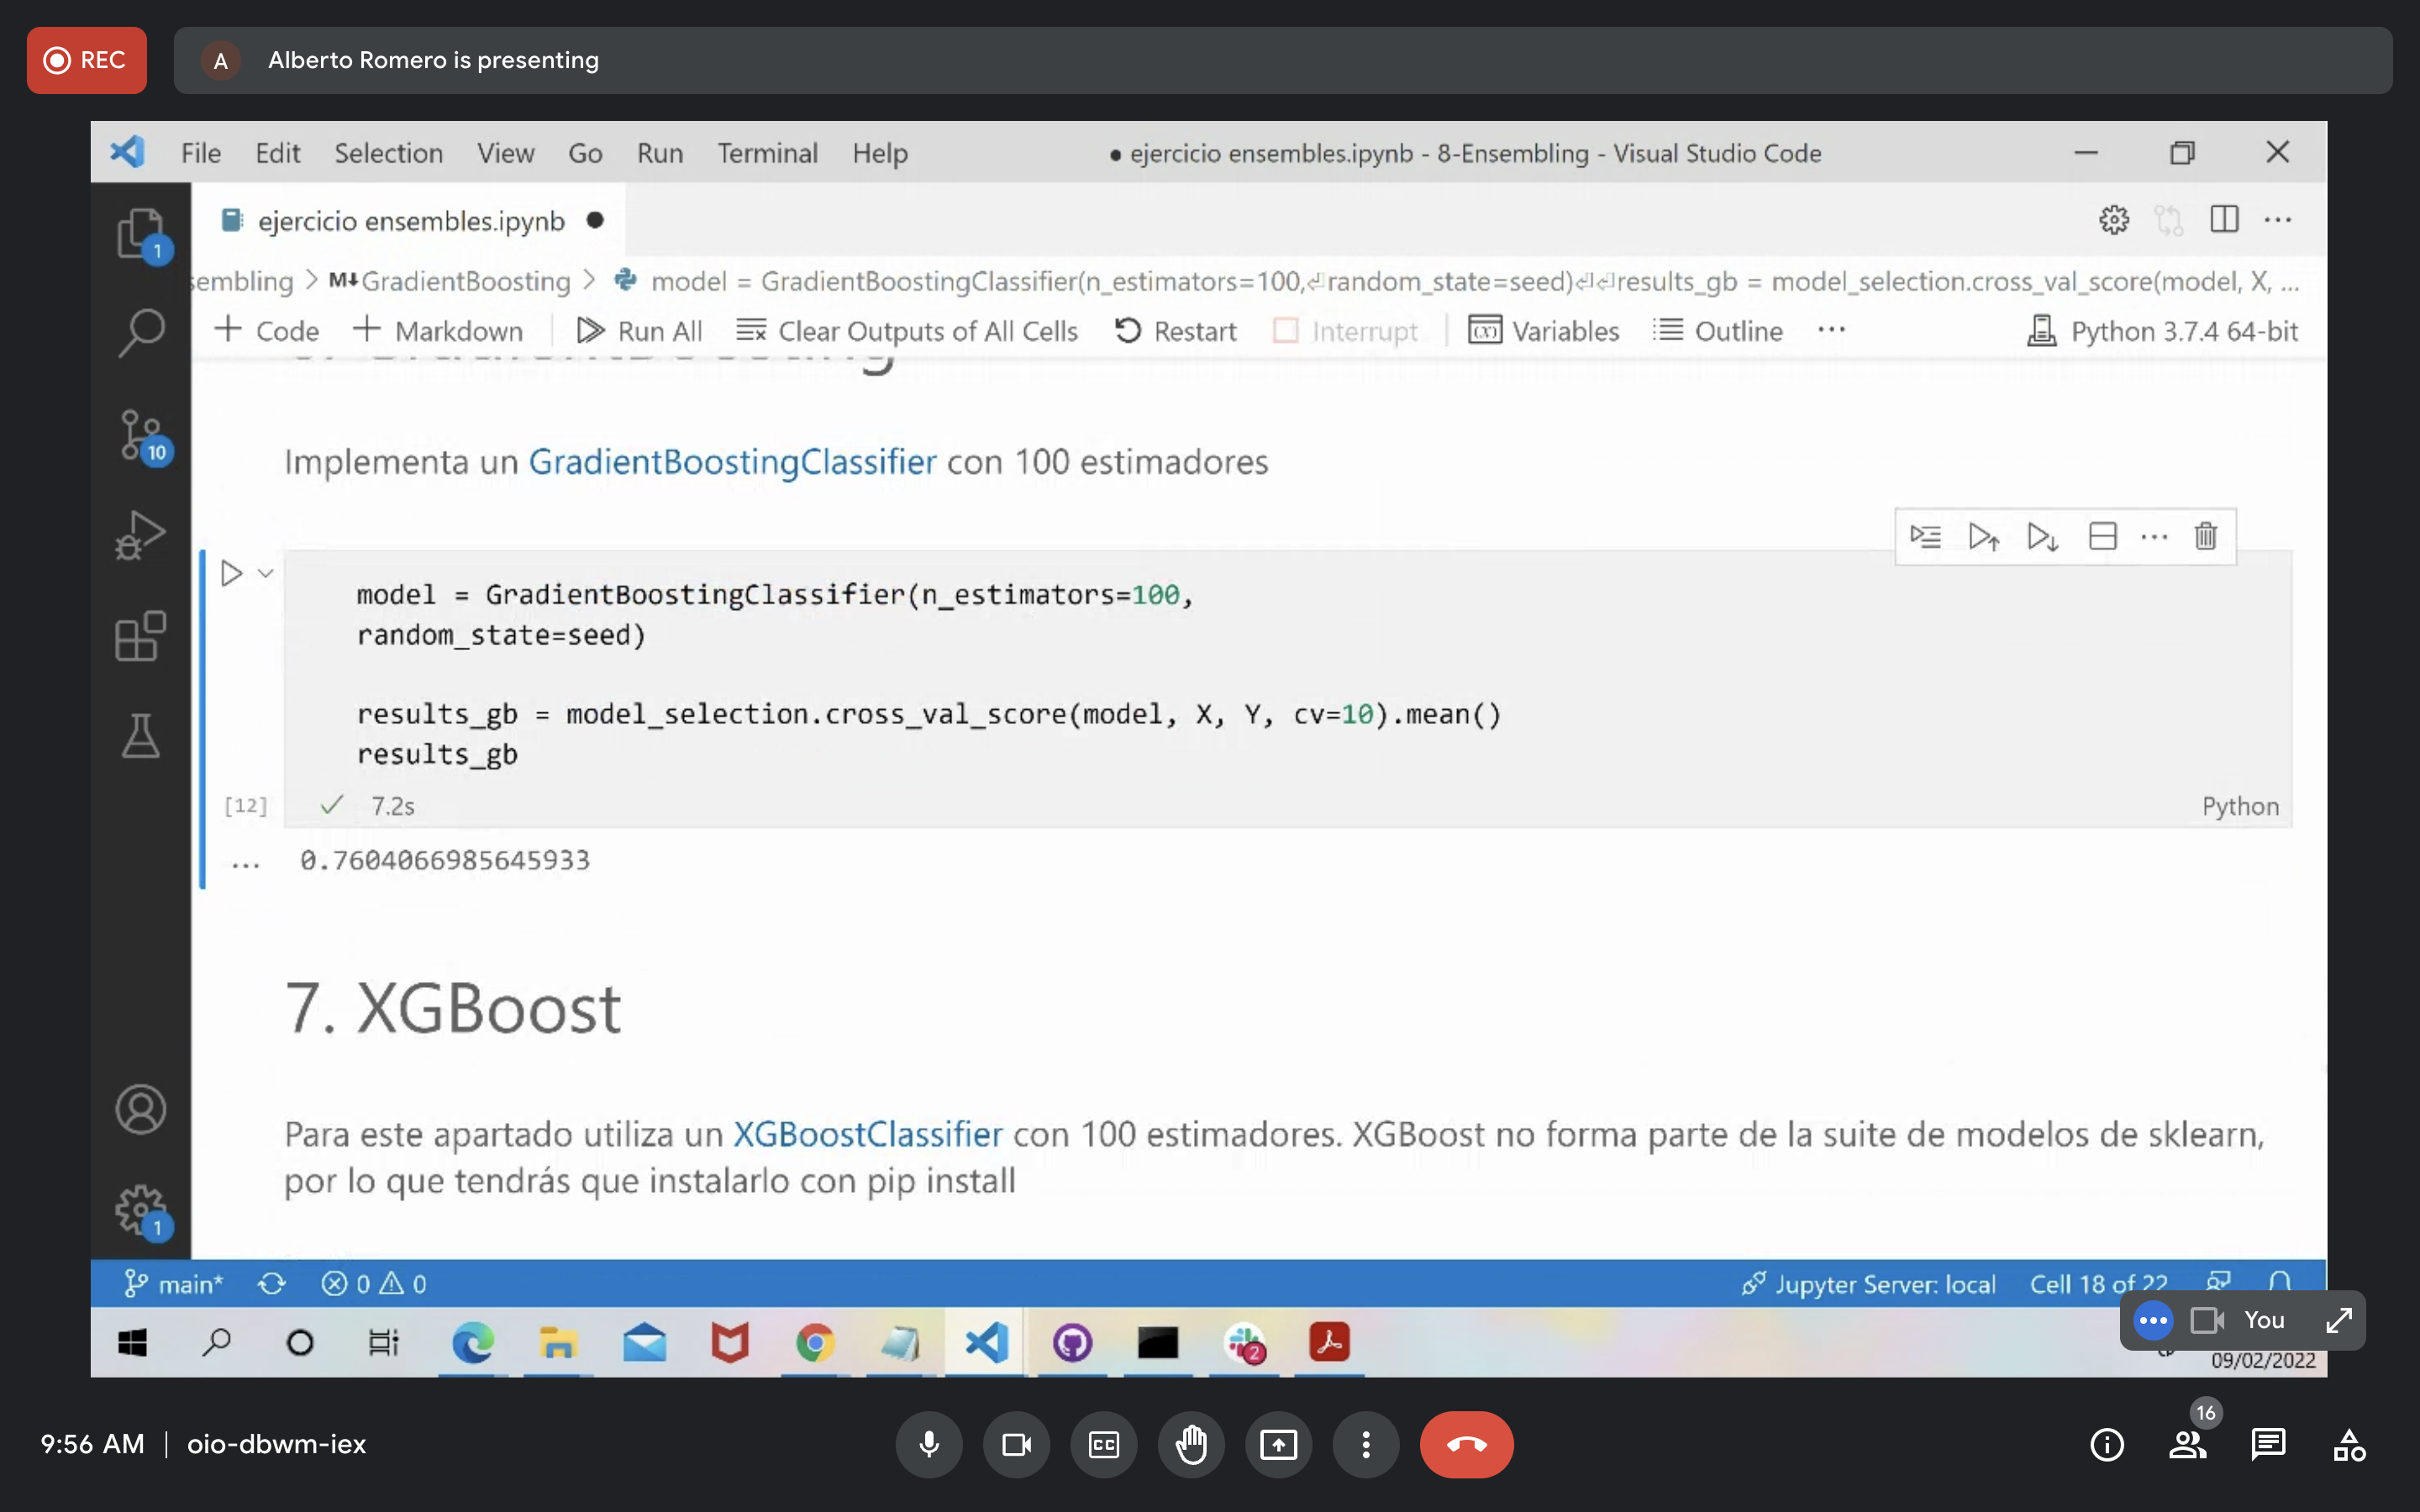 REC
A
Alberto Romero is presenting
File Edit Selection View Go Run Terminal Help
● ejercicio ensembles.ipynb - 8-Ensembling - Visual Studio Code
ejercicio ensembles.ipynb ●
1
sembling > M↓GradientBoosting > model = GradientBoostingClassifier(n_estimators=100,⏎random_state=seed)⏎⏎results_gb = model_selection.cross_val_score(model, X, ...
+ Code + Markdown Run All Clear Outputs of All Cells Restart Interrupt Variables Outline ... Python 3.7.4 64-bit
10
Implementa un GradientBoostingClassifier con 100 estimadores
model = GradientBoostingClassifier(n_estimators=100,
random_state=seed)
results_gb = model_selection.cross_val_score(model, X, Y, cv=10).mean()
results_gb
[12] 7.2s Python
... 0.7604066985645933
7. XGBoost
Para este apartado utiliza un XGBoostClassifier con 100 estimadores. XGBoost no forma parte de la suite de modelos de sklearn,
por lo que tendrás que instalarlo con pip install
1
main* 0 0 Jupyter Server: local Cell 18 of 22
You
2
09/02/2022
9:56 AM | oio-dbwm-iex
CC
16